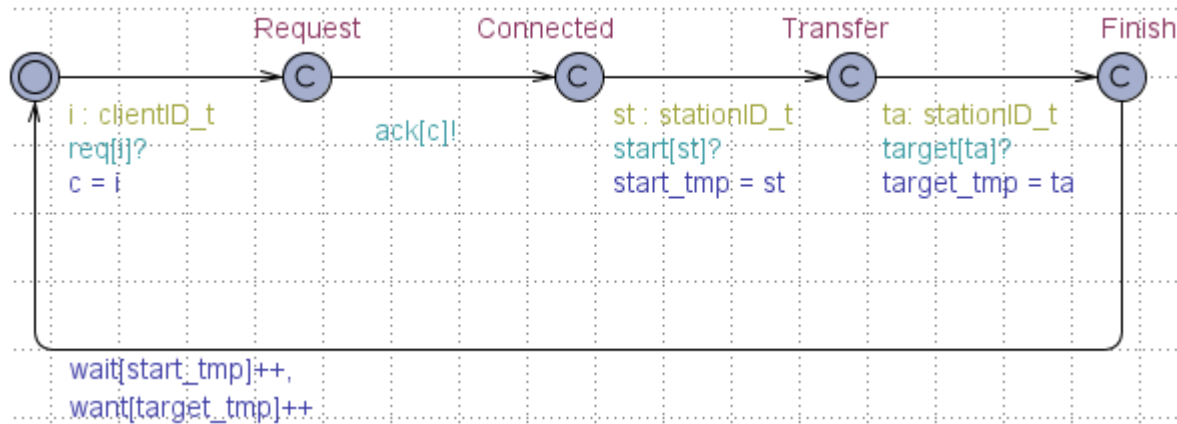 Request Connected Transfer Finish
C C C C
i : clientID_t
req[i]?
c = i
ack[c]!
st : stationID_t
start[st]?
start_tmp = st
ta: stationID_t
target[ta]?
target_tmp = ta
wait[start_tmp]++,
want[target_tmp]++